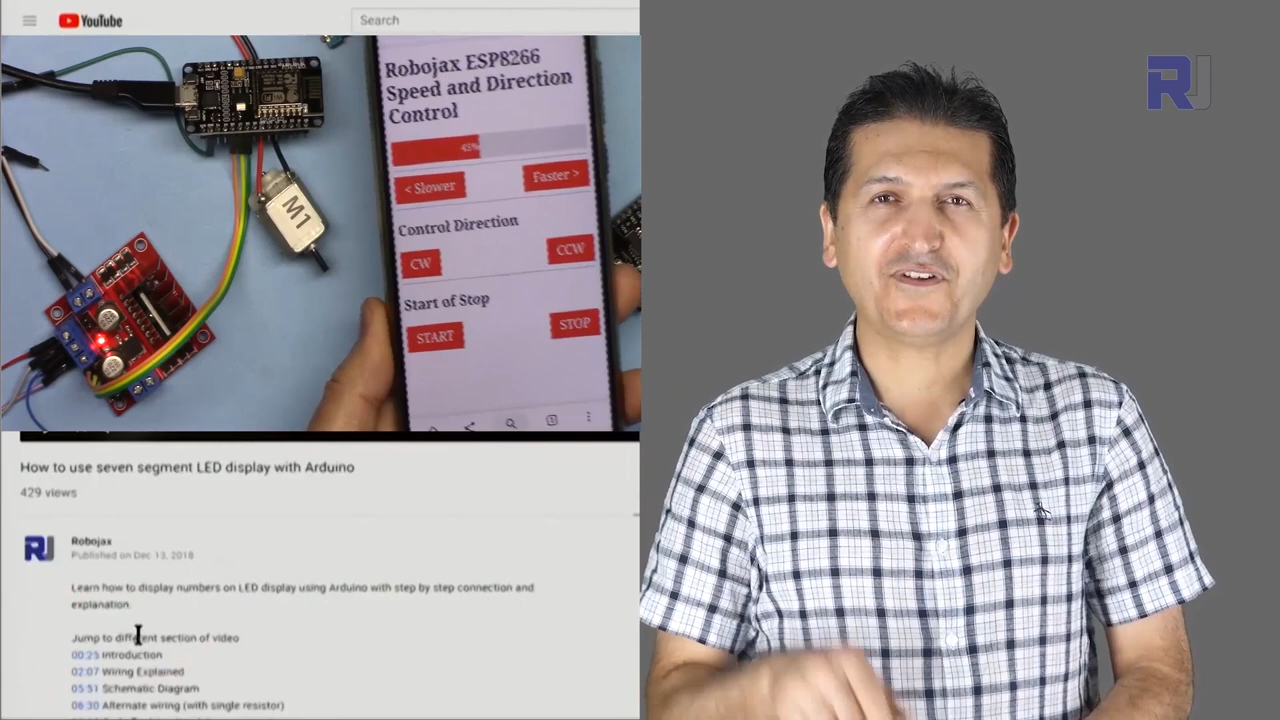 YouTube
Search
Robojax ESP8266
Speed and Direction
Control
45%
< Slower
Faster >
Control Direction
CW
CCW
Start of Stop
START
STOP
M1
RJ
How to use seven segment LED display with Arduino
429 views
RJ
Robojax
Published on Dec 13, 2018
Learn how to display numbers on LED display using Arduino with step by step connection and
explanation.
Jump to different section of video
00:25 Introduction
02:07 Wiring Explained
05:51 Schematic Diagram
06:30 Alternate wiring (with single resistor)